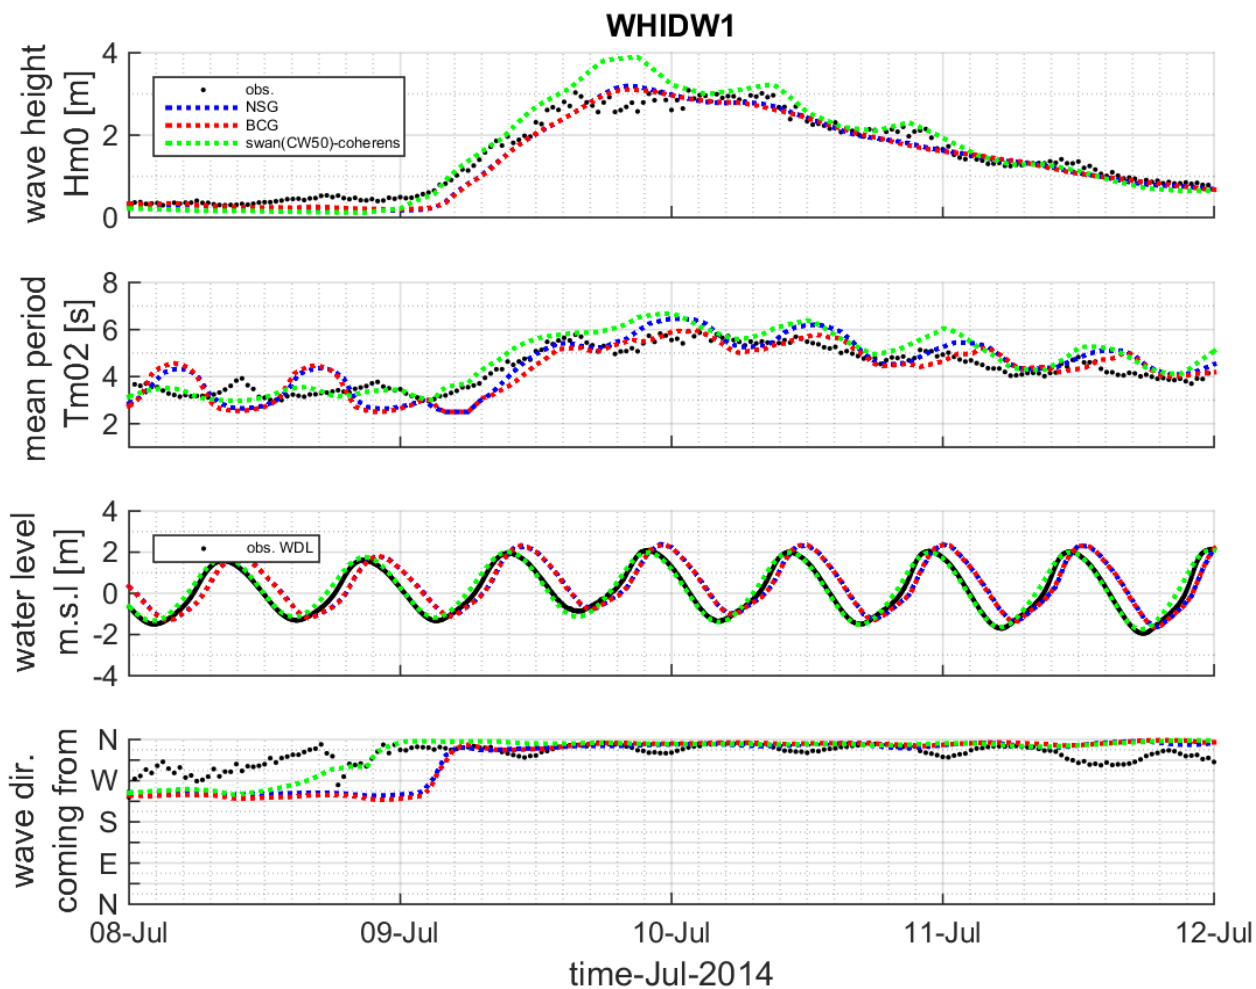 WHIDW1
wave height
Hm0 [m]
4
2
0
obs.
NSG
BCG
swan(CW50)-coherens
mean period
Tm02 [s]
8
6
4
2
water level
m.s.l [m]
4
2
0
-2
-4
obs. WDL
wave dir.
coming from
N
W
S
E
N
08-Jul
09-Jul
10-Jul
11-Jul
12-Jul
time-Jul-2014